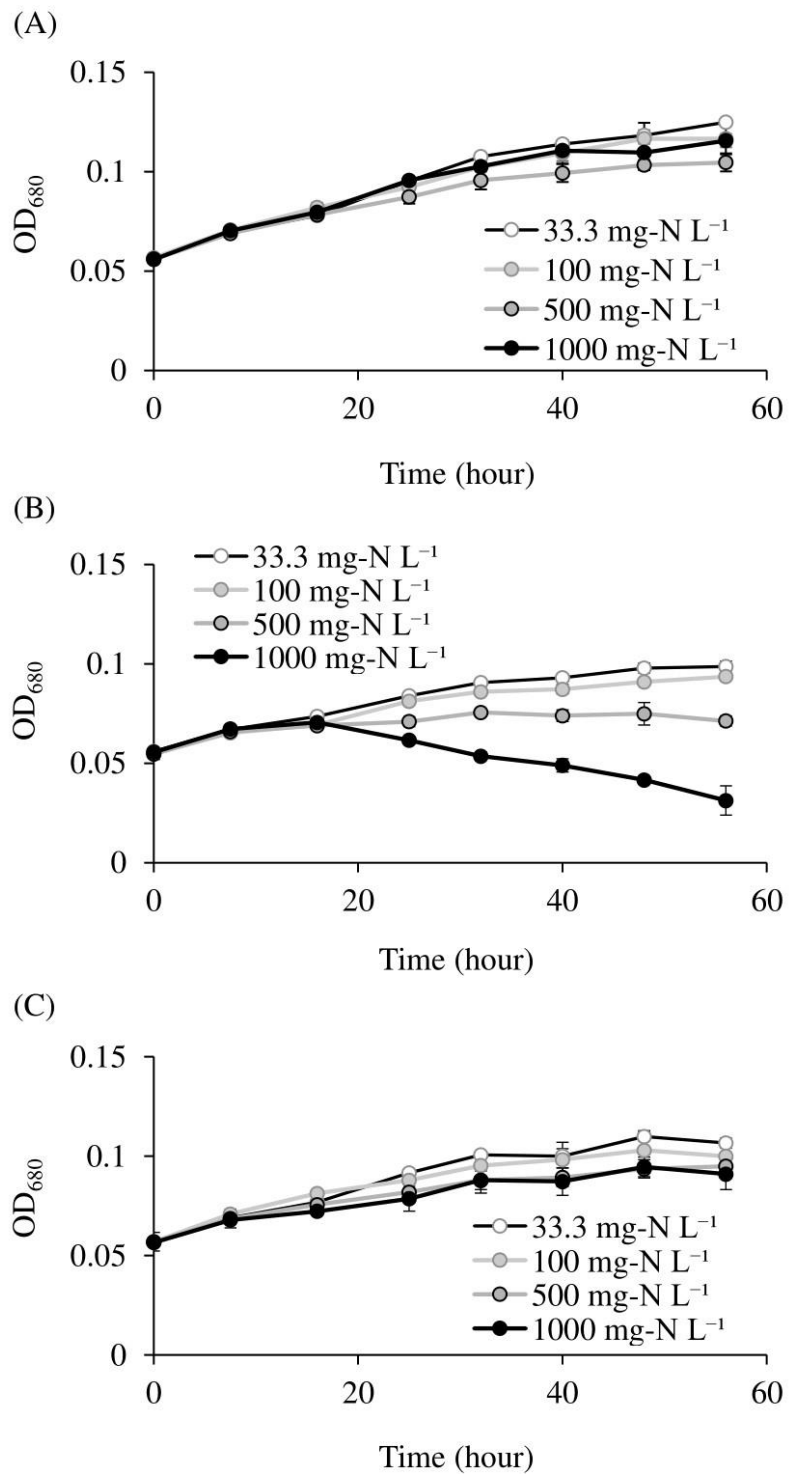 (A)
0.15
0.1
0.05
0
OD680
33.3 mg-N L⁻¹
100 mg-N L⁻¹
500 mg-N L⁻¹
1000 mg-N L⁻¹
0 20 40 60
Time (hour)
(B)
33.3 mg-N L⁻¹
100 mg-N L⁻¹
500 mg-N L⁻¹
1000 mg-N L⁻¹
0.15
0.1
0.05
0
OD680
0 20 40 60
Time (hour)
(C)
0.15
0.1
0.05
0
OD680
33.3 mg-N L⁻¹
100 mg-N L⁻¹
500 mg-N L⁻¹
1000 mg-N L⁻¹
0 20 40 60
Time (hour)